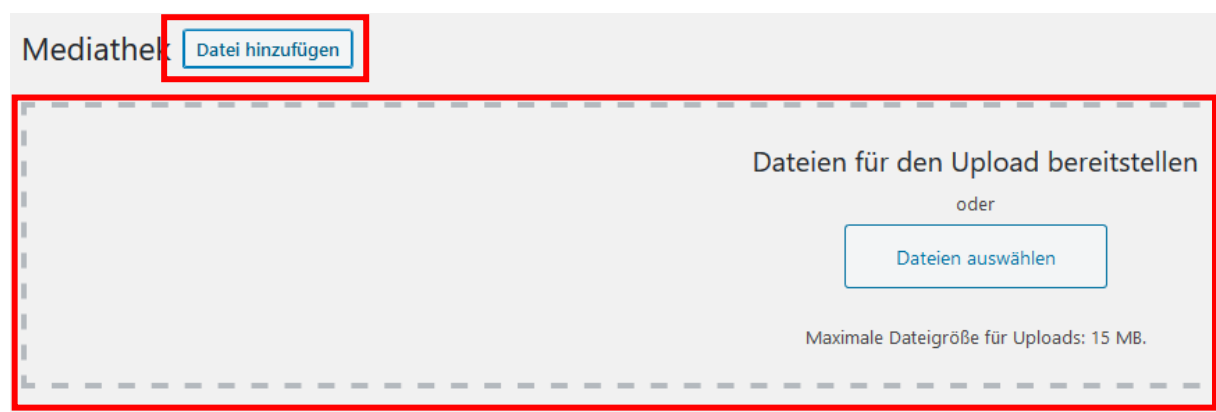 Mediathek Datei hinzufügen
Dateien für den Upload bereitstellen
oder
Dateien auswählen
Maximale Dateigröße für Uploads: 15 MB.